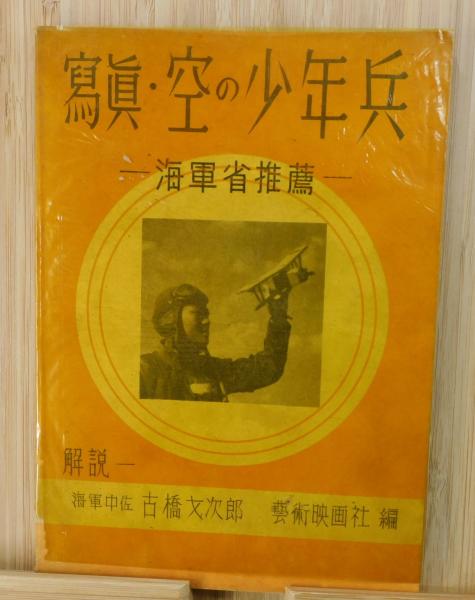 寫眞・空の少年兵
―海軍省推薦―
解説―
海軍中佐 古橋才次郎 藝術映画社 編